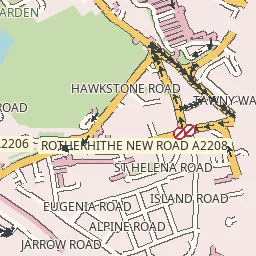 ARDEN
HAWKSTONE ROAD
ROAD
TAWNY WA
A2206
ROTHERHITHE NEW ROAD A2208
ST HELENA ROAD
ISLAND ROAD
EUGENIA ROAD
ALPINE ROAD
JARROW ROAD